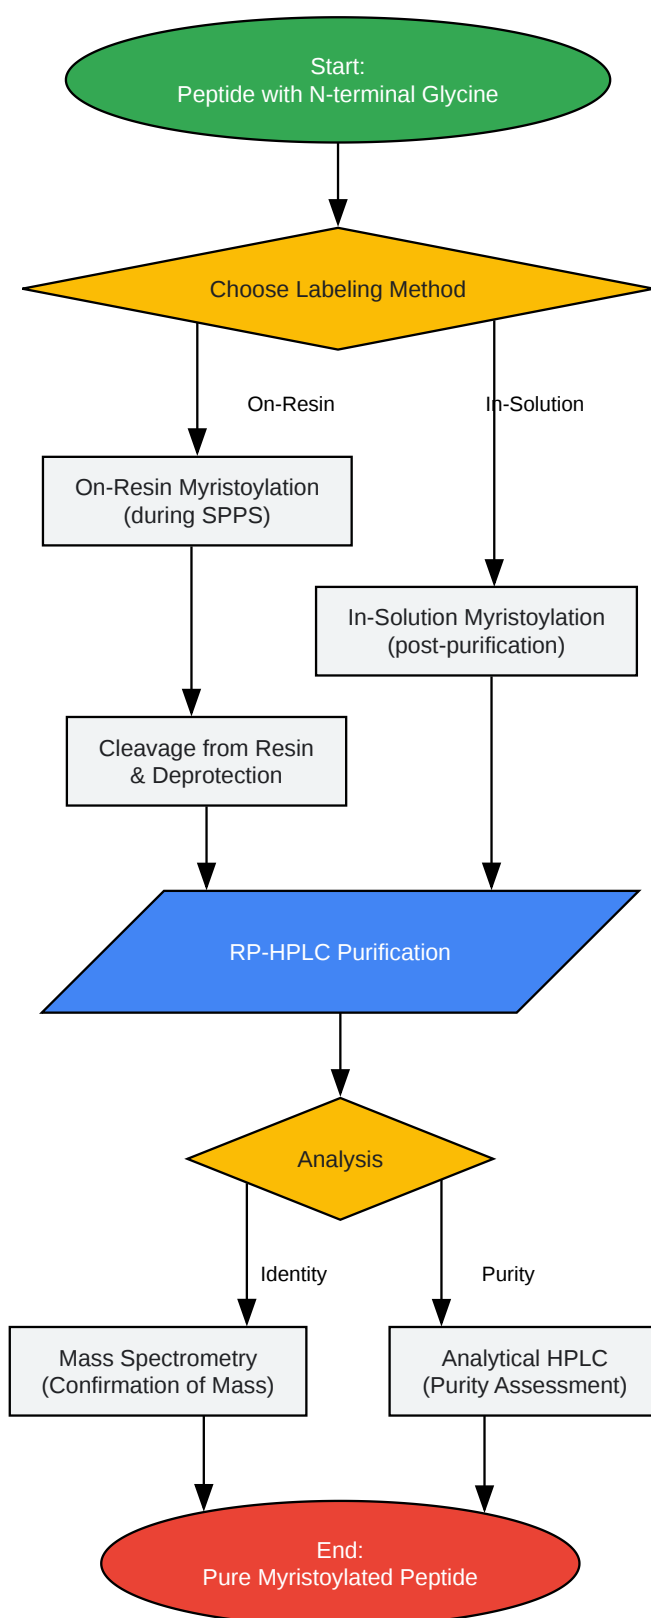 Start:
Peptide with N-terminal Glycine
Choose Labeling Method
On-Resin
In-Solution
On-Resin Myristoylation
(during SPPS)
In-Solution Myristoylation
(post-purification)
Cleavage from Resin
& Deprotection
RP-HPLC Purification
Analysis
Identity
Purity
Mass Spectrometry
(Confirmation of Mass)
Analytical HPLC
(Purity Assessment)
End:
Pure Myristoylated Peptide